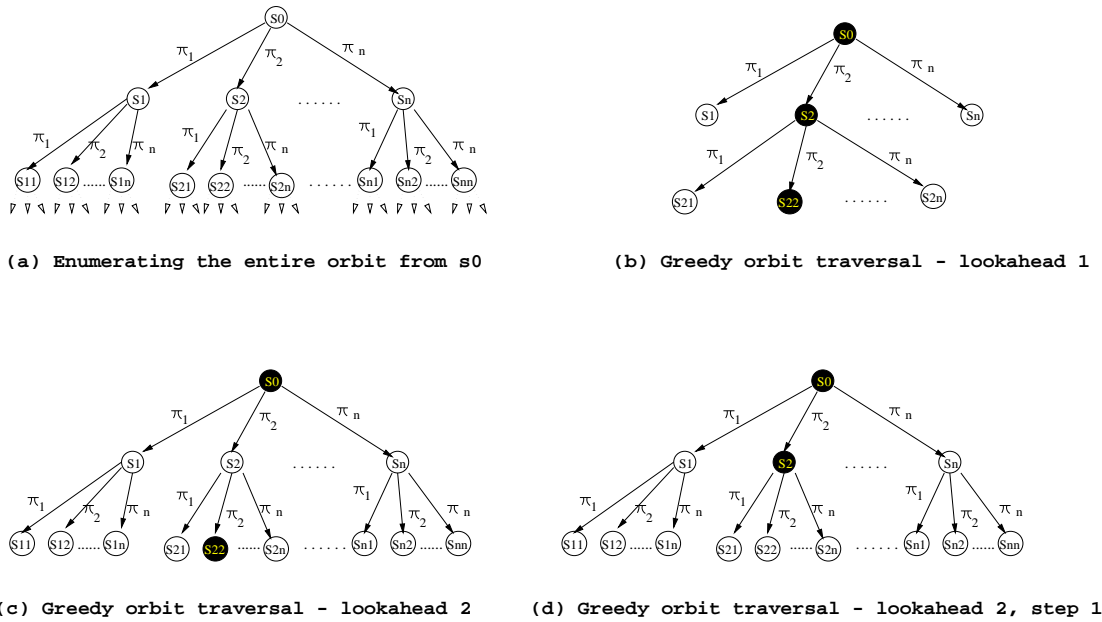 S0
π1 π2 πn
S1 S2 ...... Sn
π1 π2 πn π1 π2 πn π1 π2 πn
S11 S12 ...... S1n S21 S22 ...... S2n ........ Sn1 Sn2 ...... Snn
(a) Enumerating the entire orbit from s0
S0
π1 π2 πn
S1 S2 ...... Sn
π1 π2 πn
S21 S22 ...... S2n
(b) Greedy orbit traversal - lookahead 1
S0
π1 π2 πn
S1 S2 ...... Sn
π1 π2 πn π1 π2 πn π1 π2 πn
S11 S12 ...... S1n S21 S22 ...... S2n ........ Sn1 Sn2 ...... Snn
(c) Greedy orbit traversal - lookahead 2
S0
π1 π2 πn
S1 S2 ...... Sn
π1 π2 πn π1 π2 πn π1 π2 πn
S11 S12 ...... S1n S21 S22 ...... S2n ........ Sn1 Sn2 ...... Snn
(d) Greedy orbit traversal - lookahead 2, step 1